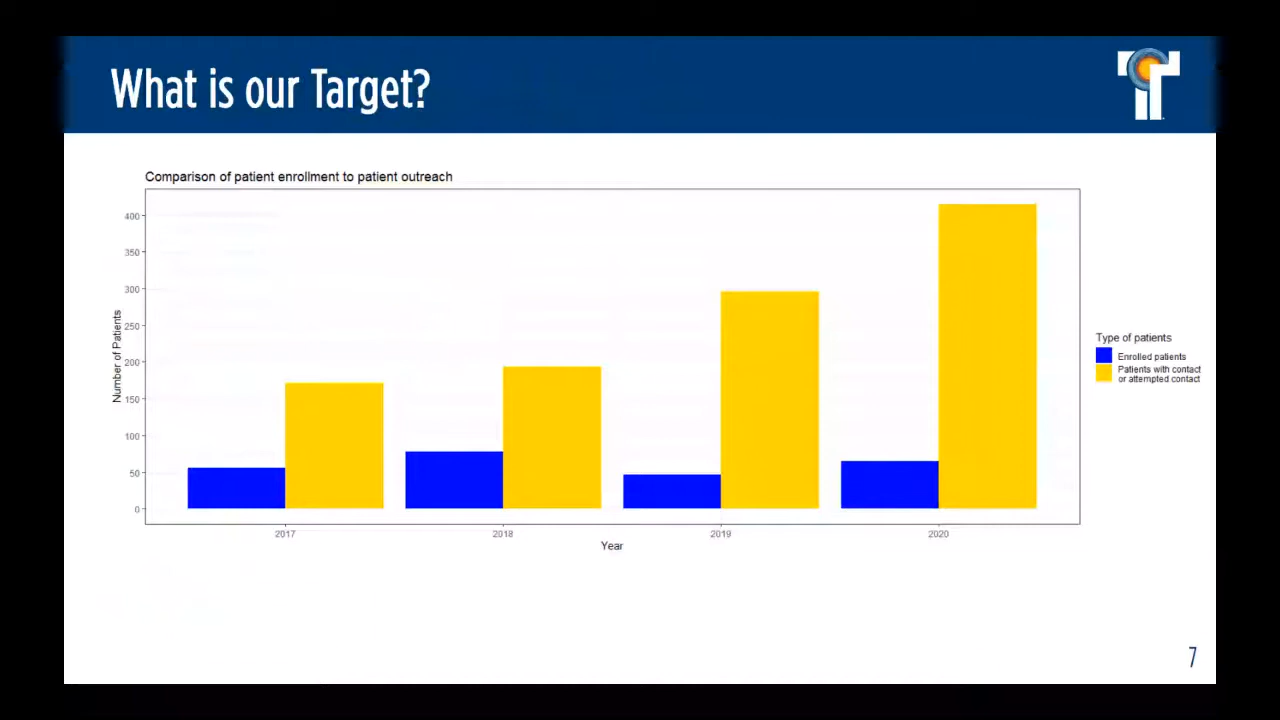 What is our Target?
Comparison of patient enrollment to patient outreach
400
350
300
250
200
150
100
50
0
Number of Patients
2017
2018
2019
2020
Year
Type of patients
Enrolled patients
Patients with contact
or attempted contact
7